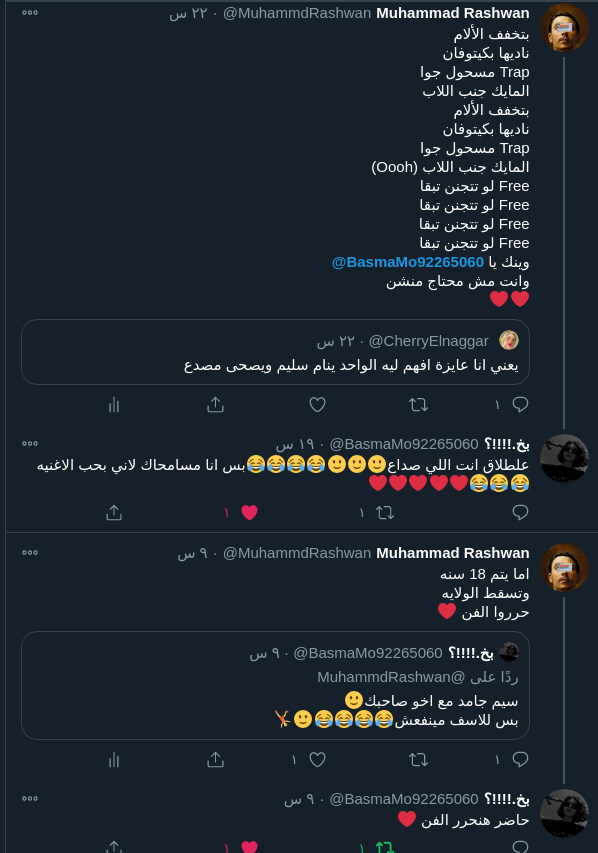 Muhammad Rashwan @MuhammdRashwan · ٢٢ س
بتخفف الألام
ناديها بكيتوفان
Trap مسحول جوا
المايك جنب اللاب
بتخفف الألام
ناديها بكيتوفان
Trap مسحول جوا
المايك جنب اللاب (Oooh)
Free لو تتجنن تبقا
Free لو تتجنن تبقا
Free لو تتجنن تبقا
Free لو تتجنن تبقا
وينك يا @BasmaMo92265060
وانت مش محتاج منشن
❤️❤️
@CherryElnaggar · ٢٢ س
يعني انا عايزة افهم ليه الواحد ينام سليم ويصحى مصدع
١
بخ.!!!!؟ @BasmaMo92265060 · ١٩ س
علطلاق انت اللي صداع🙂🙂🙂😂😂😂😂بس انا مسامحاك لاني بحب الاغنيه
😂😂😂❤️❤️❤️❤️❤️
١ ١
Muhammad Rashwan @MuhammdRashwan · ٩ س
اما يتم 18 سنه
وتسقط الولايه
حرروا الفن ❤️
بخ.!!!!؟ @BasmaMo92265060 · ٩ س
ردًا على @MuhammdRashwan
سيم جامد مع اخو صاحبك🙂
بس للاسف مينفعش😂😂😂😂🙂🤸
١ ١
بخ.!!!!؟ @BasmaMo92265060 · ٩ س
حاضر هنحرر الفن ❤️
١ ١